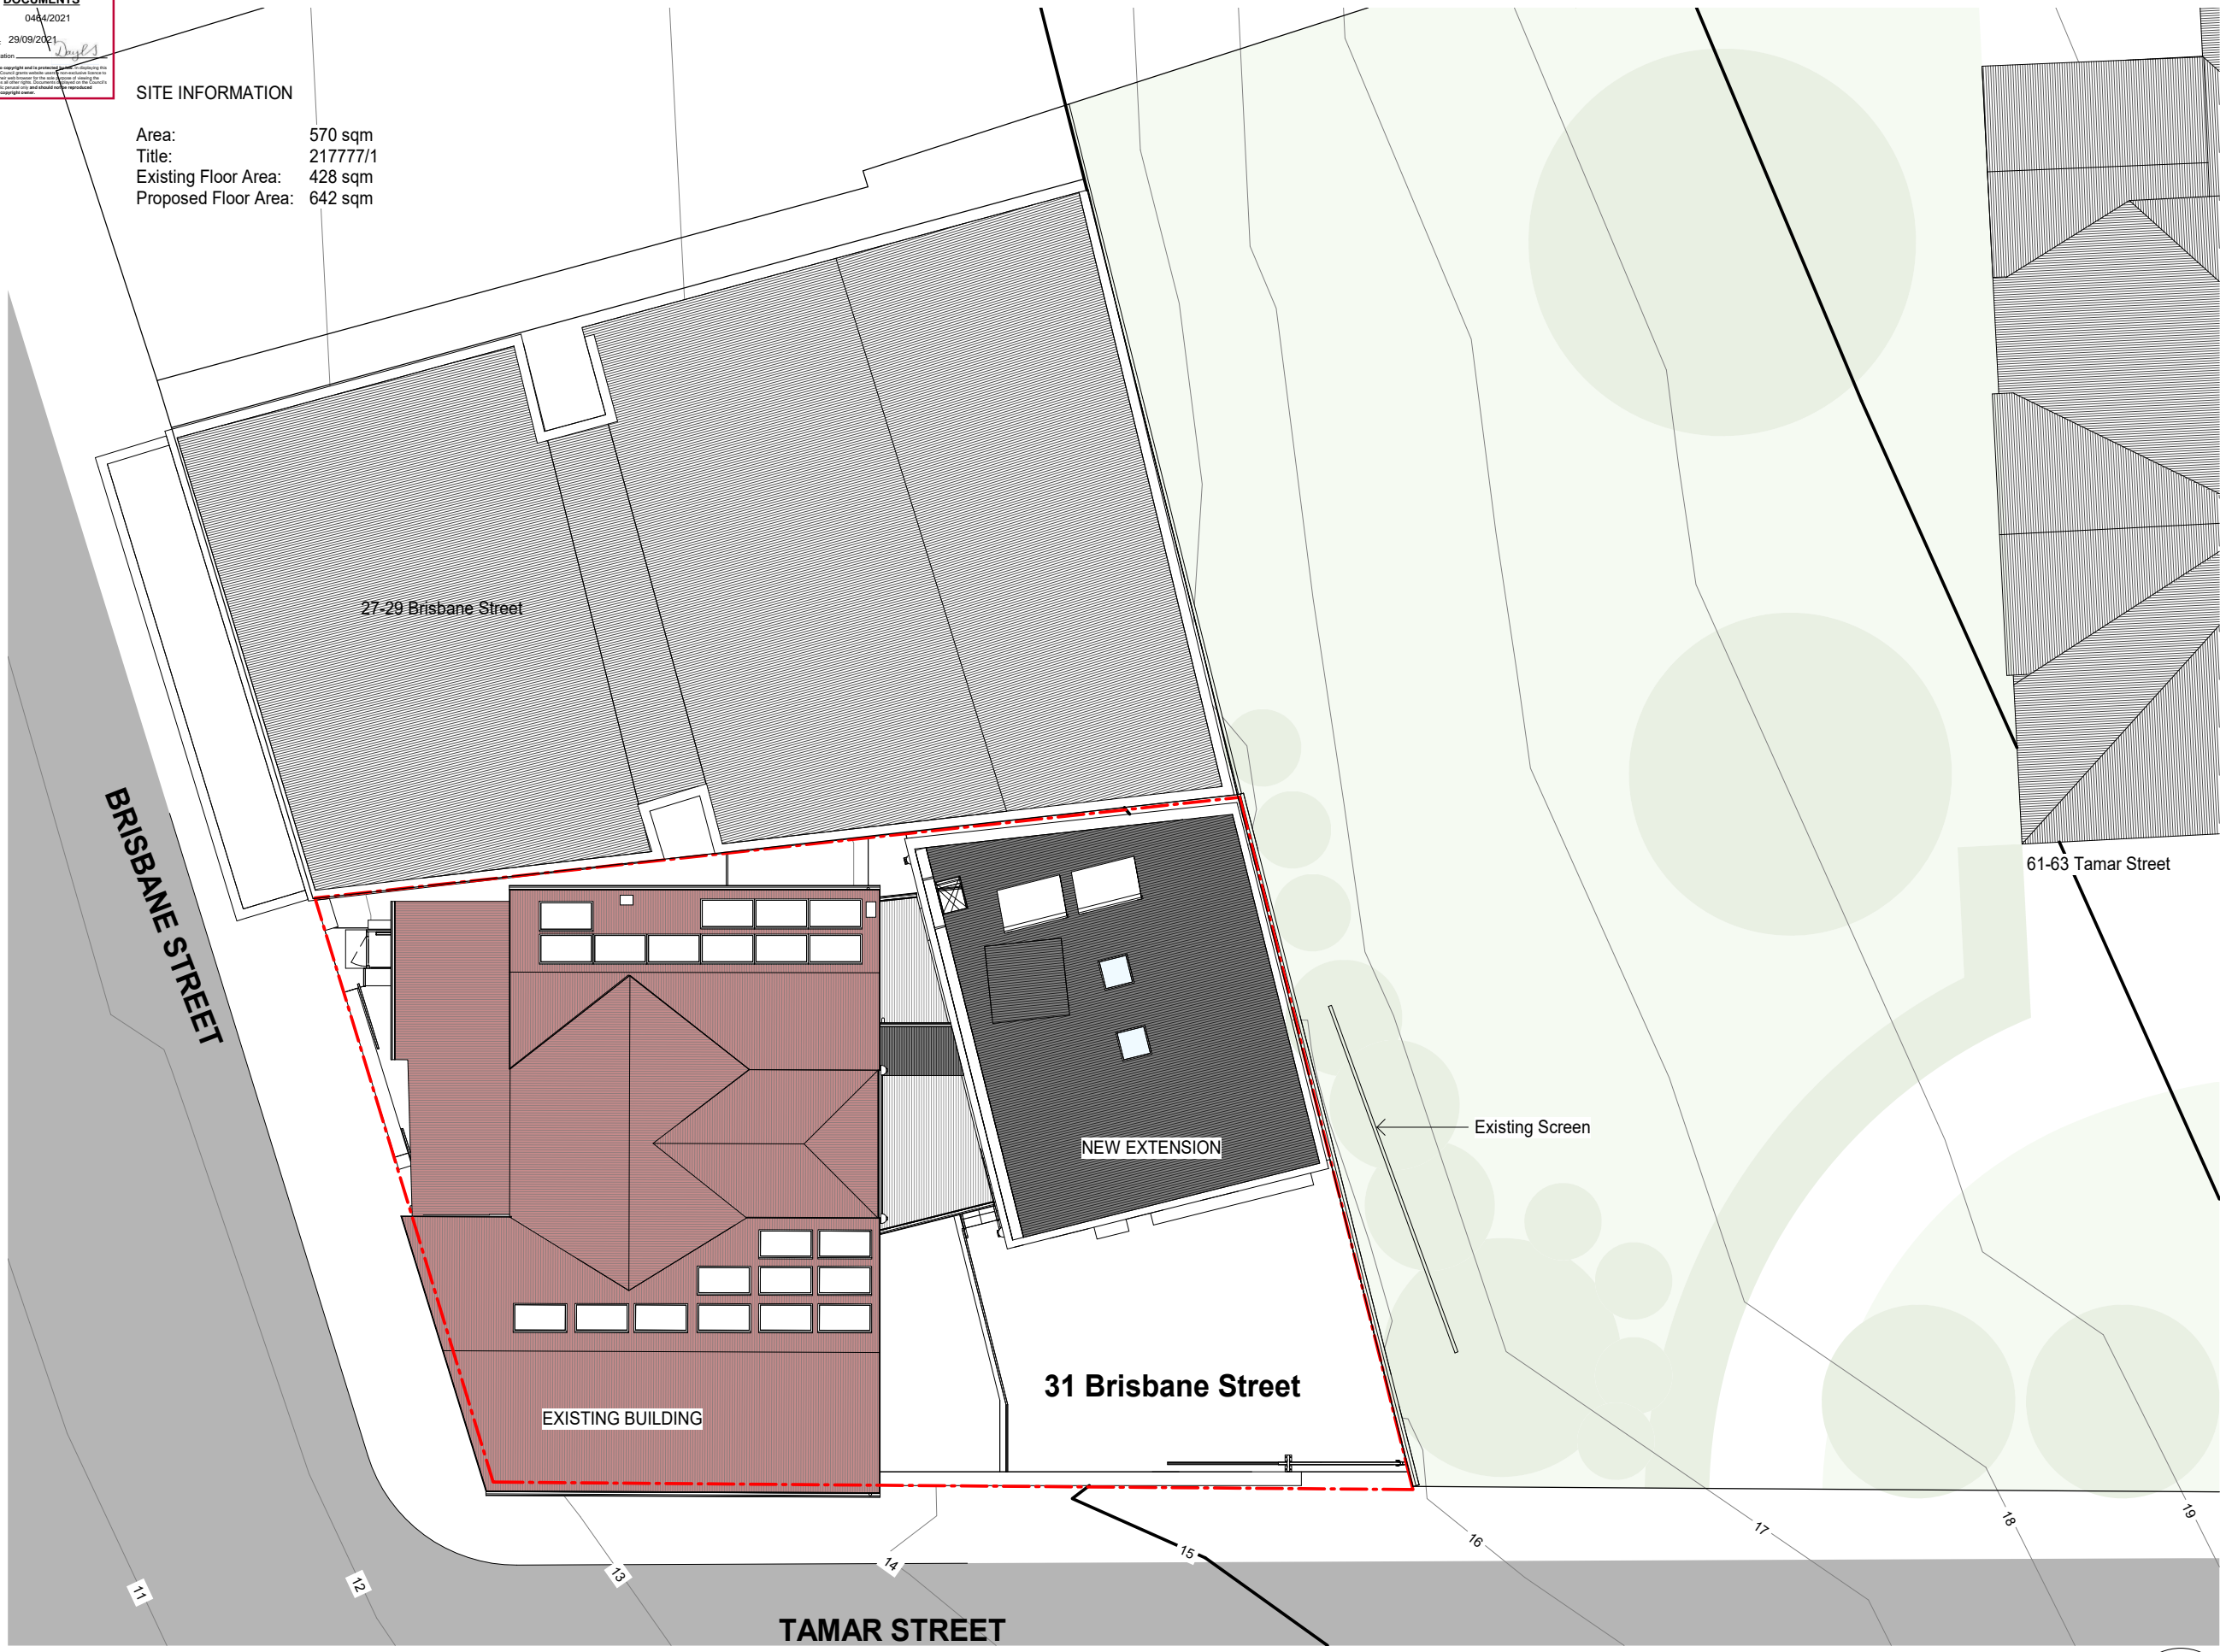 DOCUMENTS
0464/2021
29/09/2021
SITE INFORMATION
Area: 570 sqm
Title: 217777/1
Existing Floor Area: 428 sqm
Proposed Floor Area: 642 sqm
27-29 Brisbane Street
BRISBANE STREET
61-63 Tamar Street
Existing Screen
NEW EXTENSION
31 Brisbane Street
EXISTING BUILDING
11
12
13
14
15
16
17
18
19
TAMAR STREET